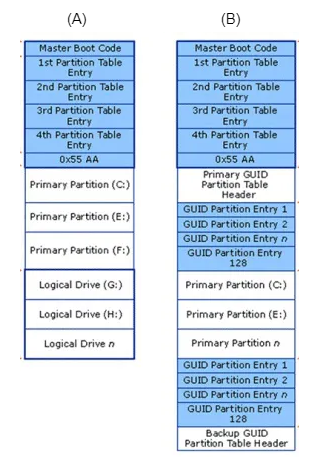 (A)
Master Boot Code
1st Partition Table
Entry
2nd Partition Table
Entry
3rd Partition Table
Entry
4th Partition Table
Entry
0x55 AA
Primary Partition (C:)
Primary Partition (E:)
Primary Partition (F:)
Logical Drive (G:)
Logical Drive (H:)
Logical Drive n
(B)
Master Boot Code
1st Partition Table
Entry
2nd Partition Table
Entry
3rd Partition Table
Entry
4th Partition Table
Entry
0x55 AA
Primary GUID
Partition Table
Header
GUID Partition Entry 1
GUID Partition Entry 2
GUID Partition Entry n
GUID Partition Entry
128
Primary Partition (C:)
Primary Partition (E:)
Primary Partition n
GUID Partition Entry 1
GUID Partition Entry 2
GUID Partition Entry n
GUID Partition Entry
128
Backup GUID
Partition Table Header